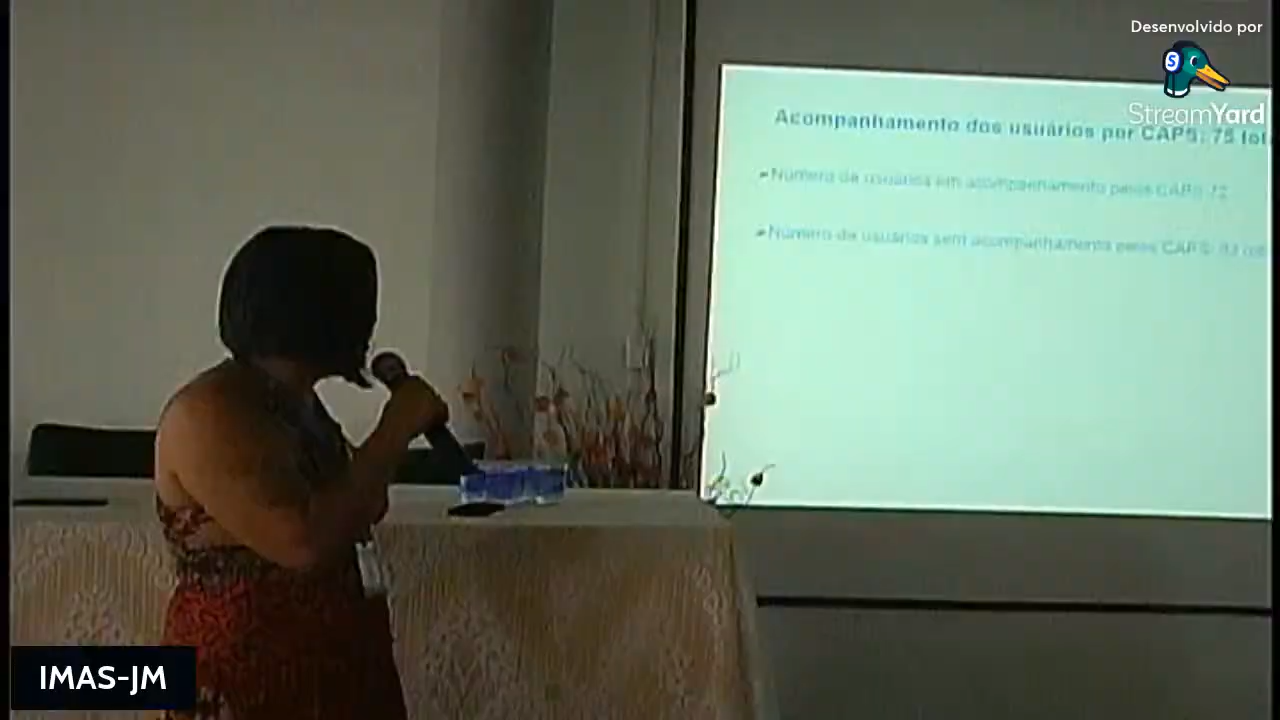 Desenvolvido por
StreamYard
Acompanhamento dos usuários por CAPS: 75
Número de usuários em acompanhamento pelos CAPS: 72
Número de usuários sem acompanhamento pelos CAPS:
IMAS-JM